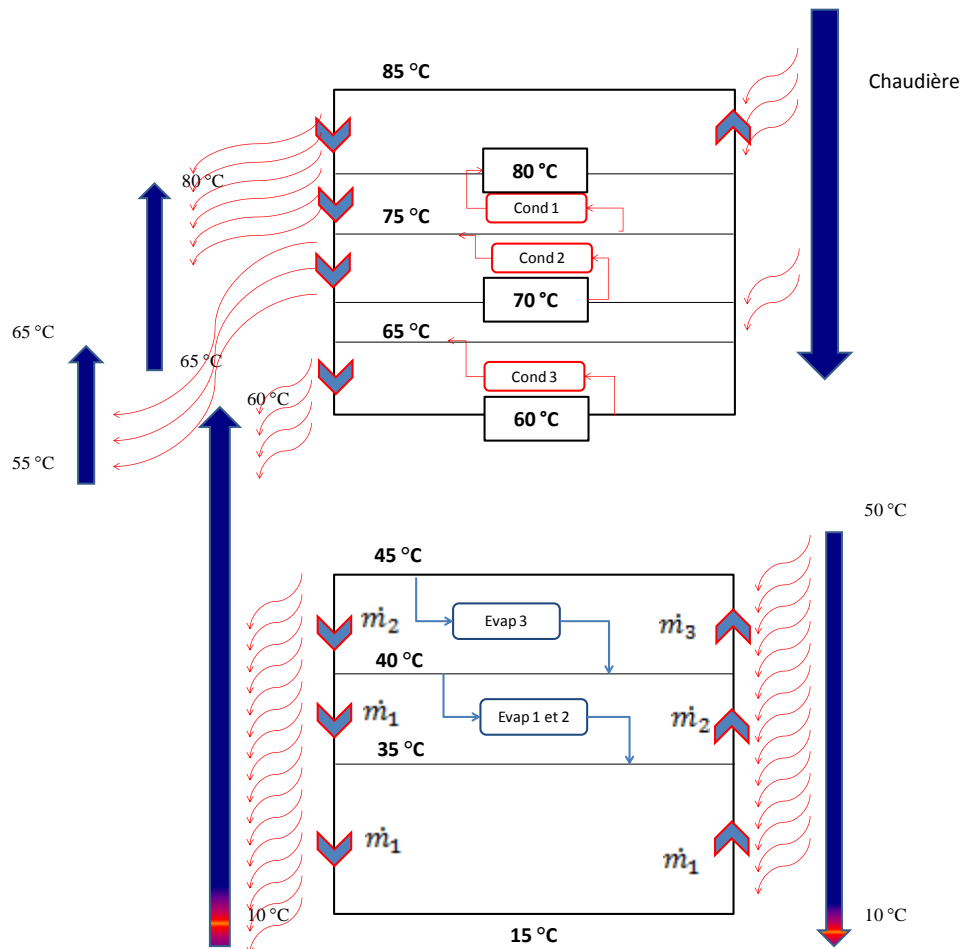 85 °C
Chaudière
80 °C
80 °C
Cond 1
75 °C
Cond 2
70 °C
65 °C
65 °C
65 °C
Cond 3
60 °C
60 °C
55 °C
50 °C
45 °C
ṁ₂
Evap 3
ṁ₃
40 °C
ṁ₁
Evap 1 et 2
ṁ₂
35 °C
ṁ₁
ṁ₁
10 °C
10 °C
15 °C